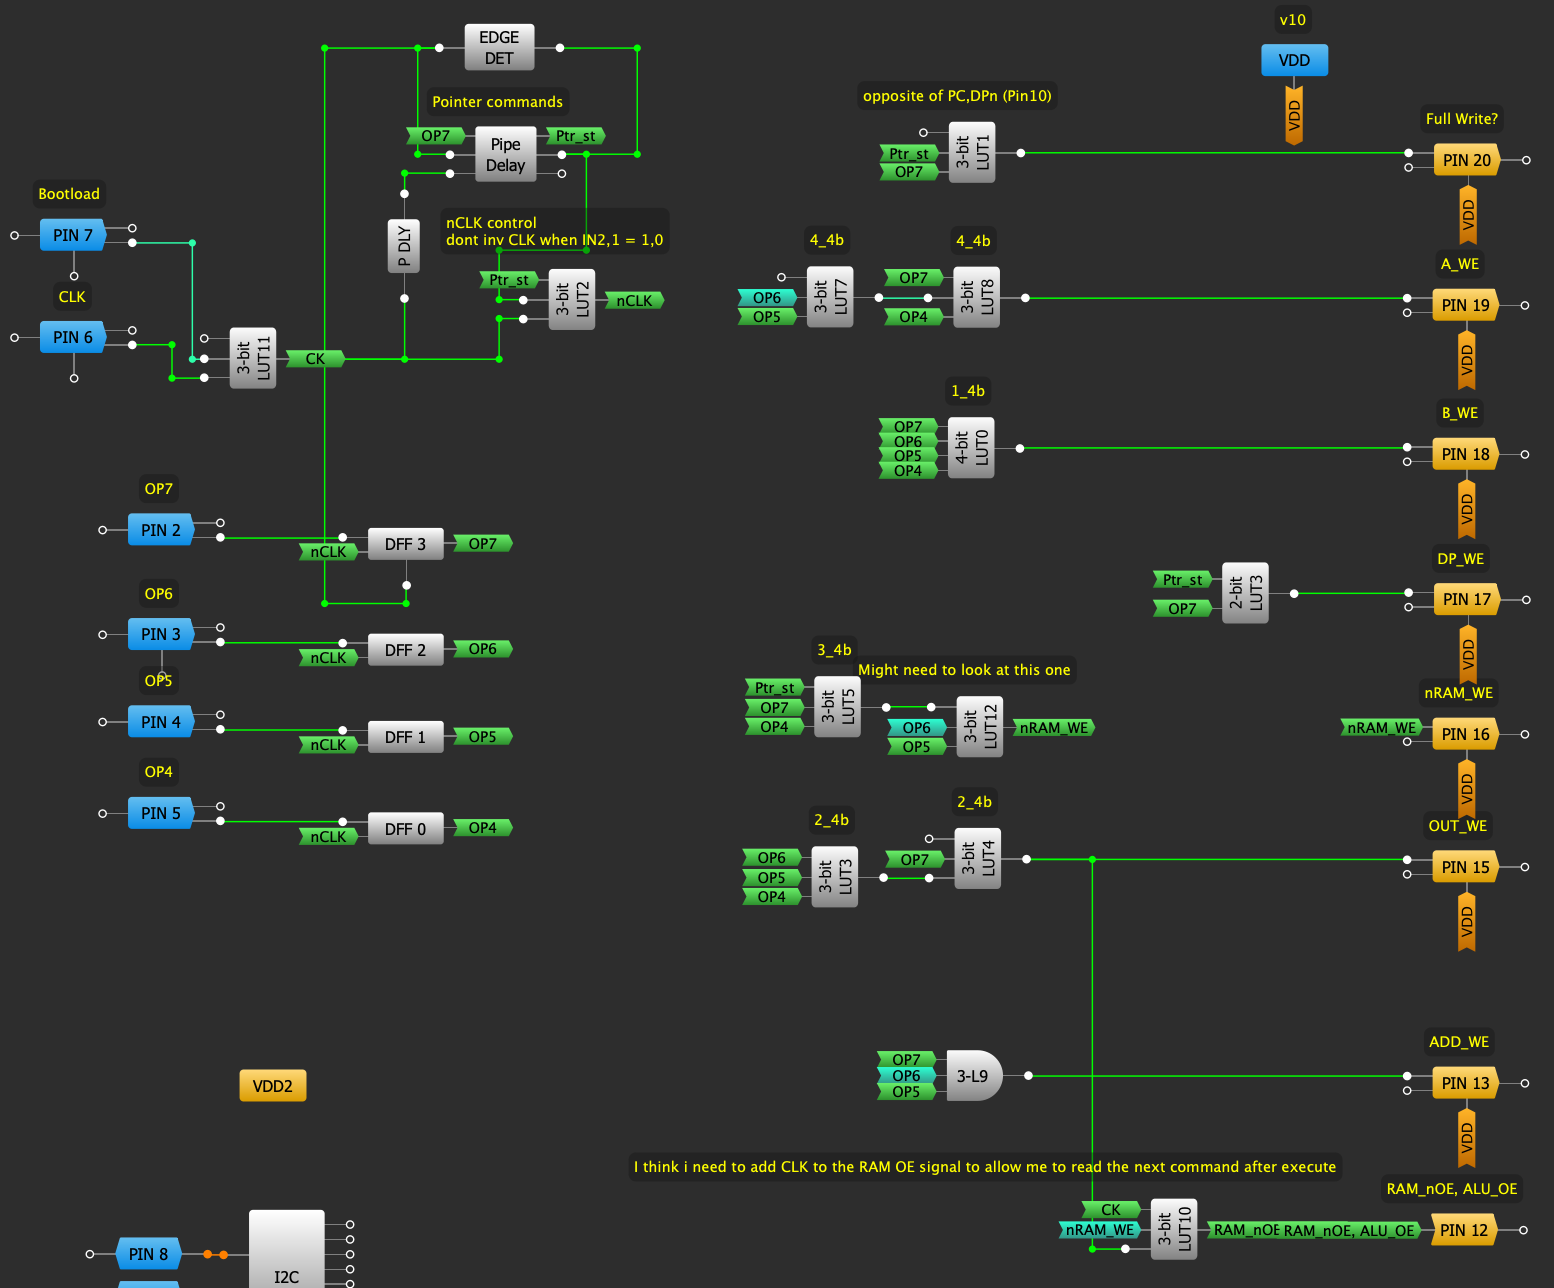 v10
EDGE
DET
VDD
VDD
Pointer commands
opposite of PC,DPn (Pin10)
Full Write?
OP7
Pipe
Delay
Ptr_st
Ptr_st
OP7
3-bit
LUT1
PIN 20
VDD
Bootload
PIN 7
P DLY
nCLK control
dont inv CLK when IN2,1 = 1,0
Ptr_st
3-bit
LUT2
nCLK
4_4b
4_4b
OP6
OP5
3-bit
LUT7
OP7
OP4
3-bit
LUT8
A_WE
PIN 19
VDD
CLK
PIN 6
3-bit
LUT11
CK
1_4b
OP7
OP6
OP5
OP4
4-bit
LUT0
B_WE
PIN 18
VDD
OP7
PIN 2
nCLK
DFF 3
OP7
DP_WE
Ptr_st
OP7
2-bit
LUT3
PIN 17
VDD
OP6
PIN 3
nCLK
DFF 2
OP6
3_4b
Might need to look at this one
Ptr_st
OP7
OP4
3-bit
LUT5
OP6
OP5
3-bit
LUT12
nRAM_WE
nRAM_WE
nRAM_WE
PIN 16
VDD
OP5
PIN 4
nCLK
DFF 1
OP5
OP4
PIN 5
nCLK
DFF 0
OP4
2_4b
2_4b
OP6
OP5
OP4
3-bit
LUT3
OP7
3-bit
LUT4
OUT_WE
PIN 15
VDD
VDD2
OP7
OP6
OP5
3-L9
ADD_WE
PIN 13
VDD
I think i need to add CLK to the RAM OE signal to allow me to read the next command after execute
RAM_nOE, ALU_OE
CK
nRAM_WE
3-bit
LUT10
RAM_nOE
RAM_nOE, ALU_OE
PIN 12
PIN 8
I2C